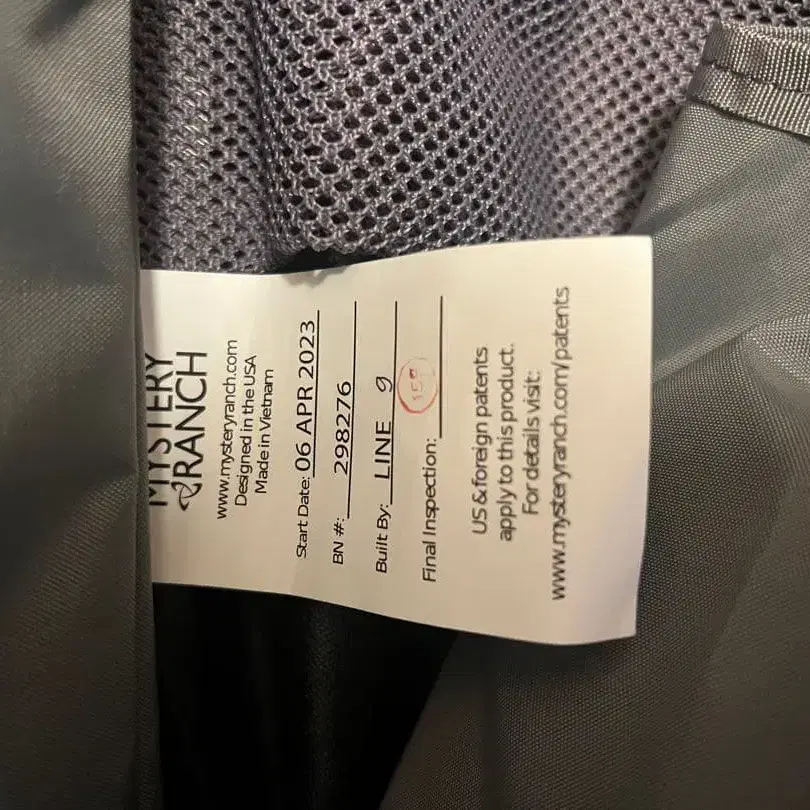 MYSTERY
RANCH
www.mysteryranch.com
Designed in the USA
Made in Vietnam
Start Date: 06 APR 2023
BN #: 298276
Built By: LINE 9
Final Inspection:
US & foreign patents
apply to this product.
For details visit:
www.mysteryranch.com/patents